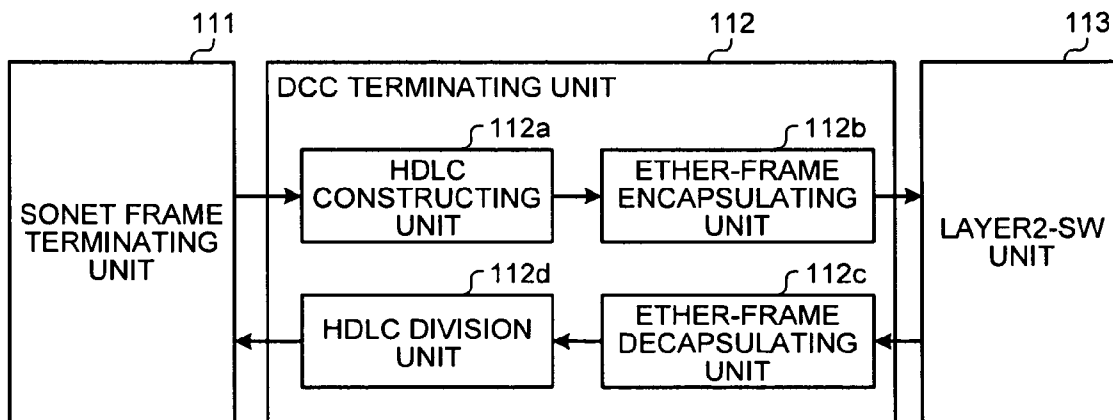 111
112
113
DCC TERMINATING UNIT
112a
112b
SONET FRAME
TERMINATING
UNIT
HDLC
CONSTRUCTING
UNIT
ETHER-FRAME
ENCAPSULATING
UNIT
LAYER2-SW
UNIT
112d
112c
HDLC DIVISION
UNIT
ETHER-FRAME
DECAPSULATING
UNIT